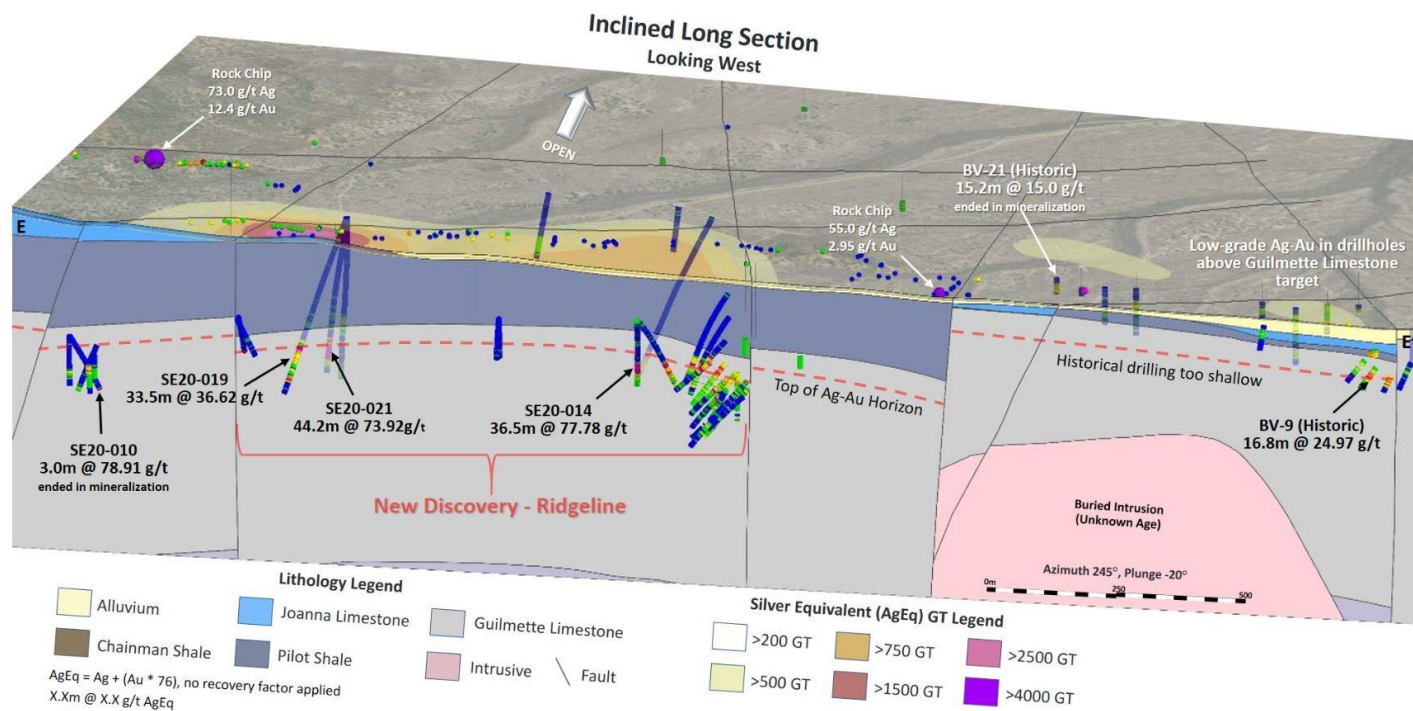 Inclined Long Section
Looking West
Rock Chip
73.0 g/t Ag
12.4 g/t Au
OPEN
BV-21 (Historic)
15.2m @ 15.0 g/t
ended in mineralization
Rock Chip
55.0 g/t Ag
2.95 g/t Au
Low-grade Ag-Au in drillholes
above Guilmette Limestone
target
E
E
SE20-019
33.5m @ 36.62 g/t
SE20-021
44.2m @ 73.92g/t
SE20-014
36.5m @ 77.78 g/t
Top of Ag-Au Horizon
Historical drilling too shallow
SE20-010
3.0m @ 78.91 g/t
ended in mineralization
BV-9 (Historic)
16.8m @ 24.97 g/t
New Discovery - Ridgeline
Buried Intrusion
(Unknown Age)
Azimuth 245°, Plunge -20°
0m 250 500
Lithology Legend
Alluvium
Joanna Limestone
Guilmette Limestone
Chainman Shale
Pilot Shale
Intrusive
Fault
AgEq = Ag + (Au * 76), no recovery factor applied
X.Xm @ X.X g/t AgEq
Silver Equivalent (AgEq) GT Legend
>200 GT
>750 GT
>2500 GT
>500 GT
>1500 GT
>4000 GT